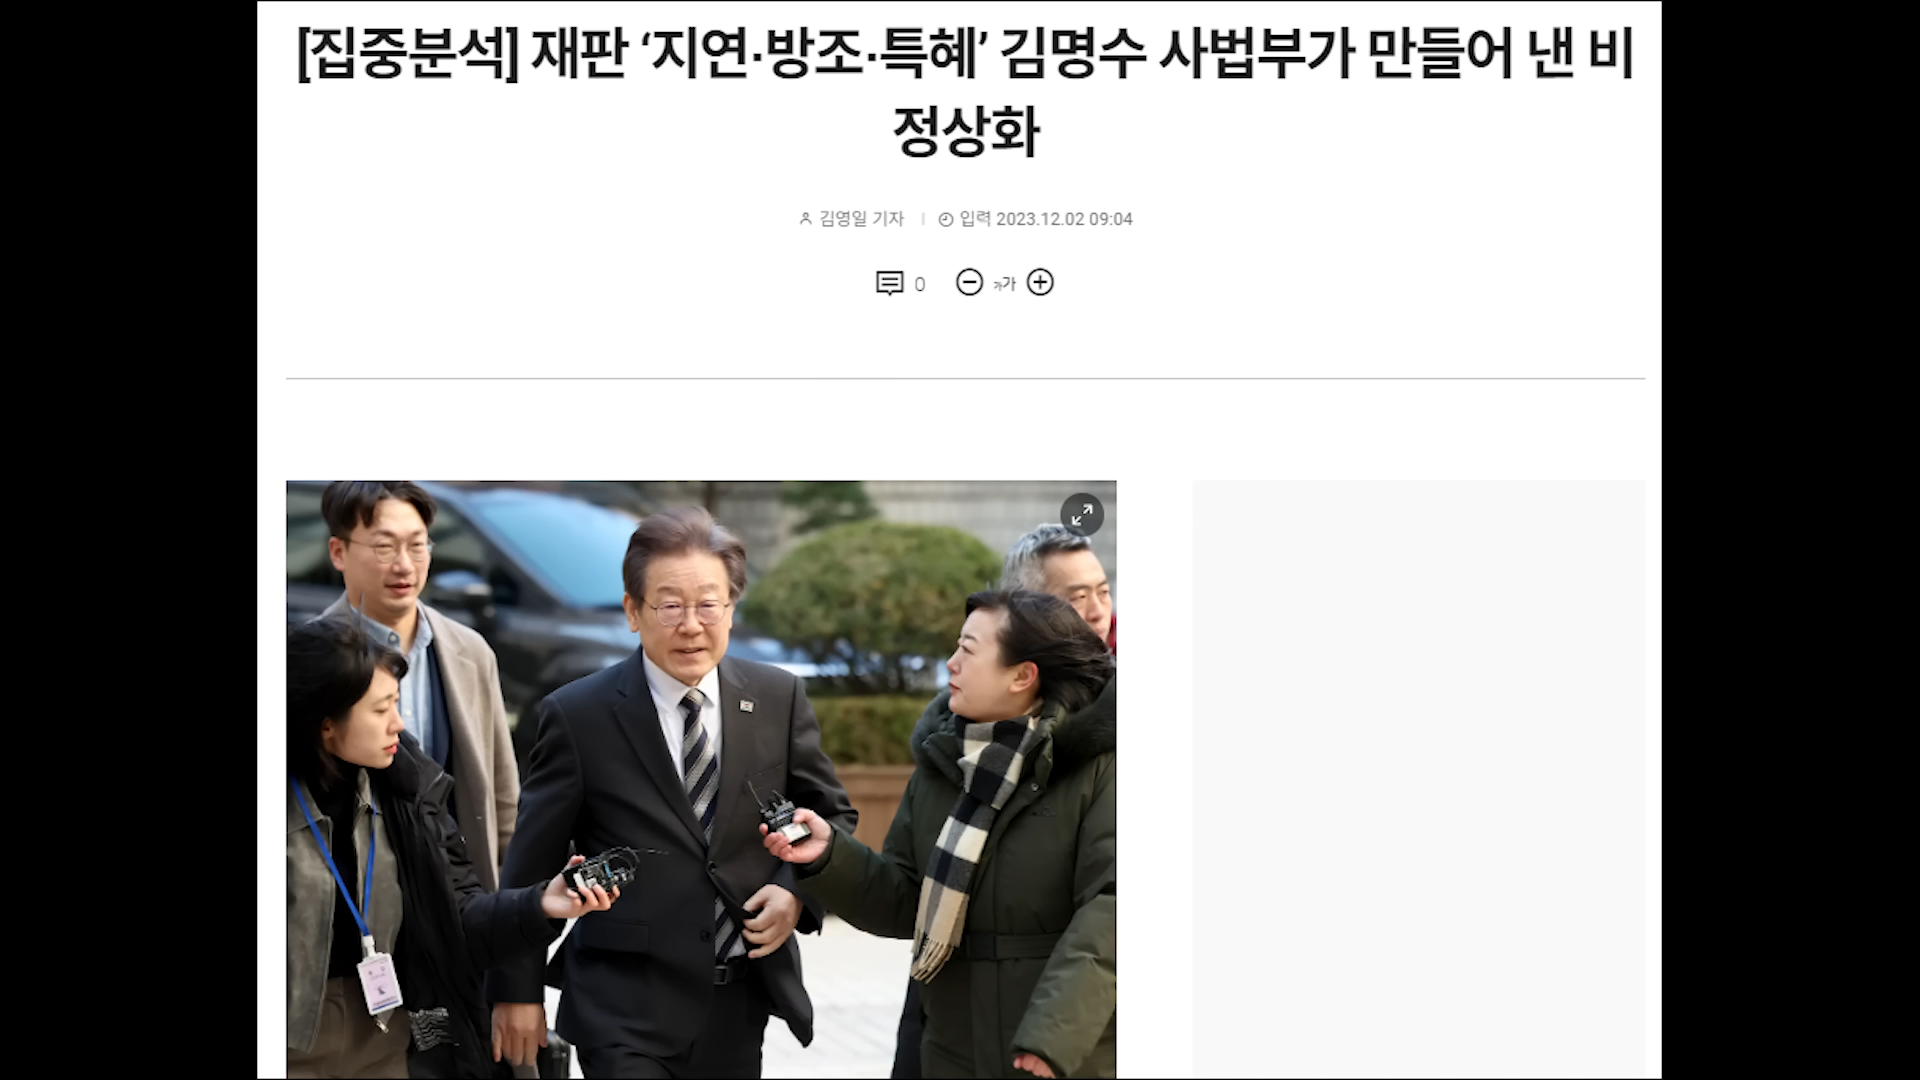 [집중분석] 재판 ‘지연·방조·특혜’ 김명수 사법부가 만들어 낸 비
정상화
김영일 기자 | 입력 2023.12.02 09:04
0 가가